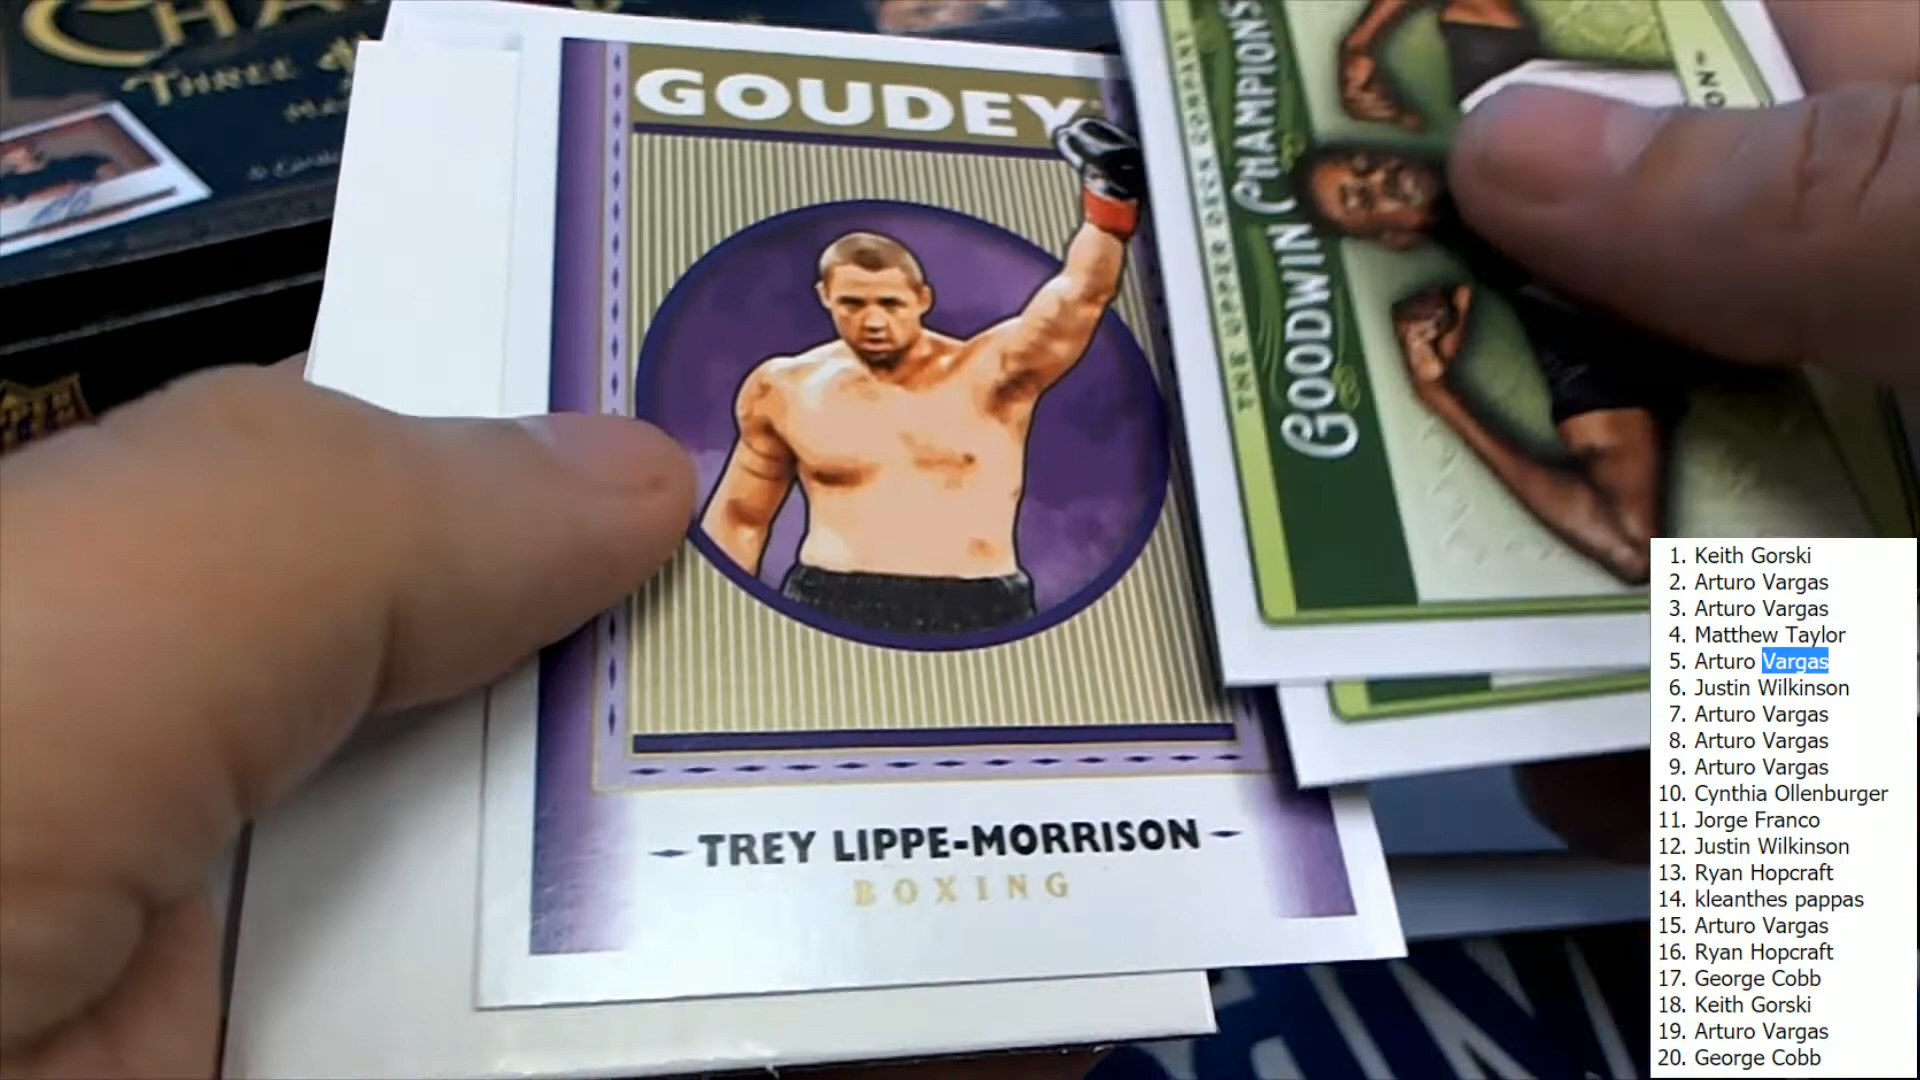 CHA
THREE
GOUDEY
TREY LIPPE-MORRISON
BOXING
THE UPPER DECK COMPANY
GOODWIN CHAMPIONS
ON
1. Keith Gorski
2. Arturo Vargas
3. Arturo Vargas
4. Matthew Taylor
5. Arturo Vargas
6. Justin Wilkinson
7. Arturo Vargas
8. Arturo Vargas
9. Arturo Vargas
10. Cynthia Ollenburger
11. Jorge Franco
12. Justin Wilkinson
13. Ryan Hopcraft
14. kleanthes pappas
15. Arturo Vargas
16. Ryan Hopcraft
17. George Cobb
18. Keith Gorski
19. Arturo Vargas
20. George Cobb